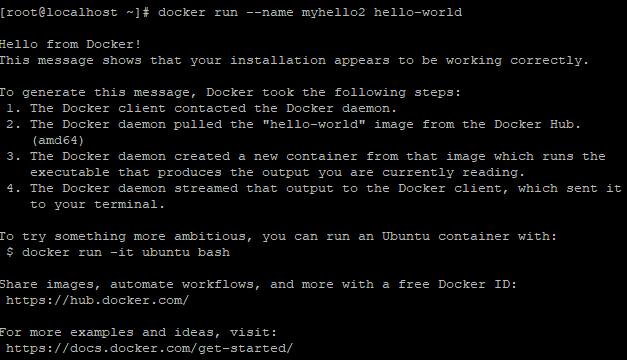 [root@localhost ~]# docker run --name myhello2 hello-world
Hello from Docker!
This message shows that your installation appears to be working correctly.
To generate this message, Docker took the following steps:
1. The Docker client contacted the Docker daemon.
2. The Docker daemon pulled the "hello-world" image from the Docker Hub.
(amd64)
3. The Docker daemon created a new container from that image which runs the
executable that produces the output you are currently reading.
4. The Docker daemon streamed that output to the Docker client, which sent it
to your terminal.
To try something more ambitious, you can run an Ubuntu container with:
$ docker run -it ubuntu bash
Share images, automate workflows, and more with a free Docker ID:
https://hub.docker.com/
For more examples and ideas, visit:
https://docs.docker.com/get-started/